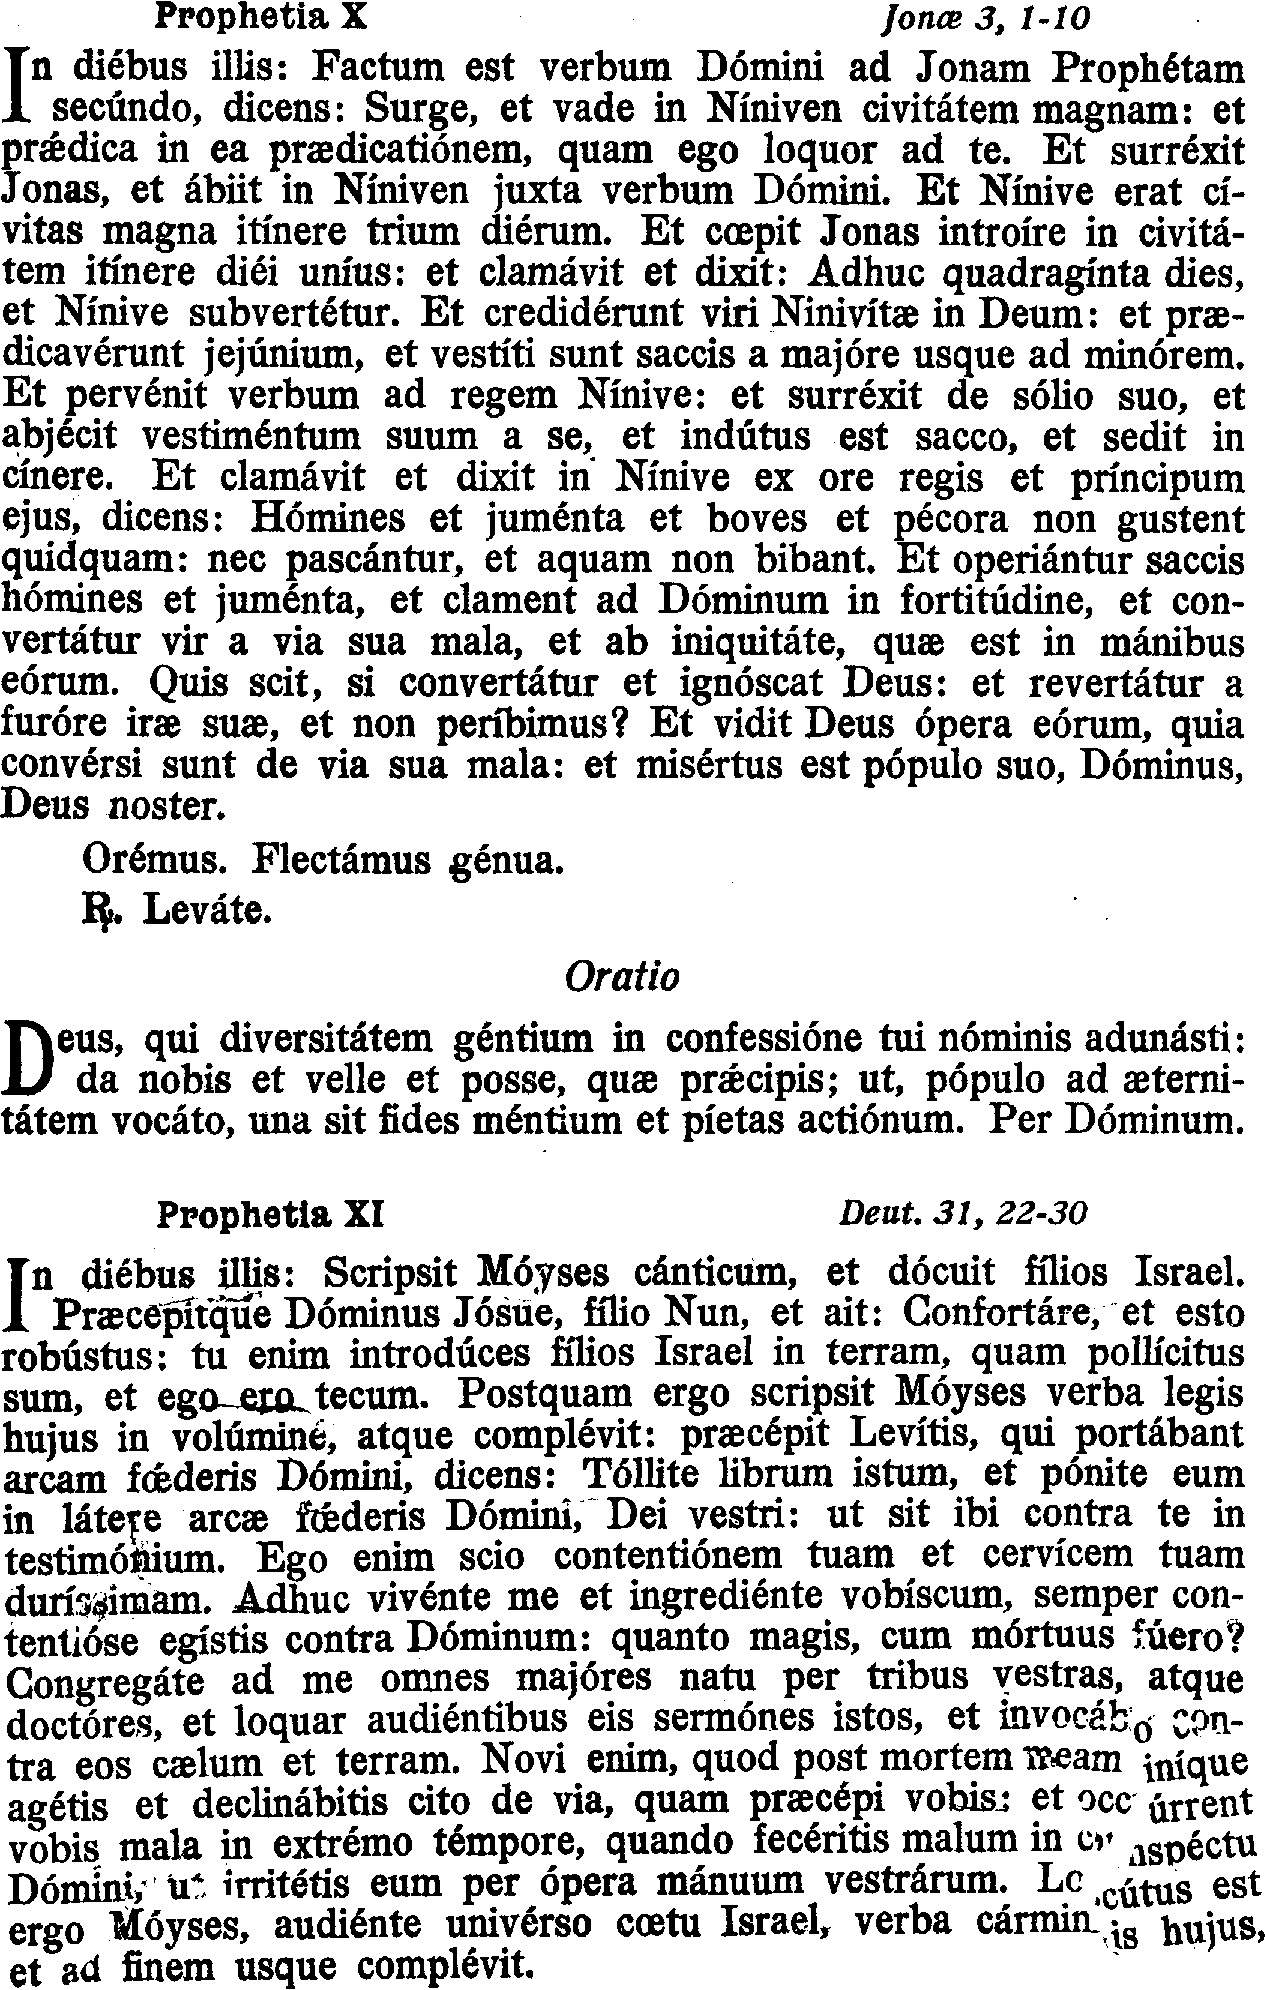 Prophetia X Jonæ 3, 1-10
In diébus illis: Factum est verbum Dómini ad Jonam Prophétam
secúndo, dicens: Surge, et vade in Níniven civitátem magnam: et
prǽdica in ea prædicatiónem, quam ego loquor ad te. Et surréxit
Jonas, et ábiit in Níniven juxta verbum Dómini. Et Nínive erat cí-
vitas magna itínere trium diérum. Et cœpit Jonas introíre in civitá-
tem itínere diéi uníus: et clamávit et dixit: Adhuc quadragínta dies,
et Nínive subvertétur. Et credidérunt viri Ninivítæ in Deum: et præ-
dicavérunt jejúnium, et vestíti sunt saccis a majóre usque ad minórem.
Et pervénit verbum ad regem Nínive: et surréxit de sólio suo, et
abjécit vestiméntum suum a se, et indútus est sacco, et sedit in
cínere. Et clamávit et dixit in Nínive ex ore regis et príncipum
ejus, dicens: Hómines et juménta et boves et pécora non gustent
quidquam: nec pascántur, et aquam non bibant. Et operiántur saccis
hómines et juménta, et clament ad Dóminum in fortitúdine, et con-
vertátur vir a via sua mala, et ab iniquitáte, quæ est in mánibus
eórum. Quis scit, si convertátur et ignóscat Deus: et revertátur a
furóre iræ suæ, et non períbimus? Et vidit Deus ópera eórum, quia
convérsi sunt de via sua mala: et misértus est pópulo suo, Dóminus,
Deus noster.
Orémus. Flectámus génua.
℟. Leváte.
Oratio
Deus, qui diversitátem géntium in confessióne tui nóminis adunásti:
da nobis et velle et posse, quæ prǽcipis; ut, pópulo ad æterni-
tátem vocáto, una sit fides méntium et píetas actiónum. Per Dóminum.
Prophetia XI Deut. 31, 22-30
In diébus illis: Scripsit Móyses cánticum, et dócuit fílios Israel.
Præcepítque Dóminus Jósue, fílio Nun, et ait: Confortáre, et esto
robústus: tu enim introdúces fílios Israel in terram, quam pollícitus
sum, et ego ero tecum. Postquam ergo scripsit Móyses verba legis
hujus in volúmine, atque complévit: præcépit Levítis, qui portábant
arcam fœ́deris Dómini, dicens: Tóllite librum istum, et pónite eum
in látere arcæ fœ́deris Dómini, Dei vestri: ut sit ibi contra te in
testimónium. Ego enim scio contentiónem tuam et cervícem tuam
duríssimam. Adhuc vivénte me et ingrediénte vobíscum, semper con-
tentióse egístis contra Dóminum: quanto magis, cum mórtuus fúero?
Congregáte ad me omnes majóres natu per tribus vestras, atque
doctóres, et loquar audiéntibus eis sermónes istos, et invocábo con-
tra eos cælum et terram. Novi enim, quod post mortem meam iníque
agétis et declinábitis cito de via, quam præcépi vobis: et occúrrent
vobis mala in extrémo témpore, quando fecéritis malum in conspéctu
Dómini, ut irritétis eum per ópera mánuum vestrárum. Locútus est
ergo Móyses, audiénte univérso cœtu Israel, verba cárminis hujus,
et ad finem usque complévit.